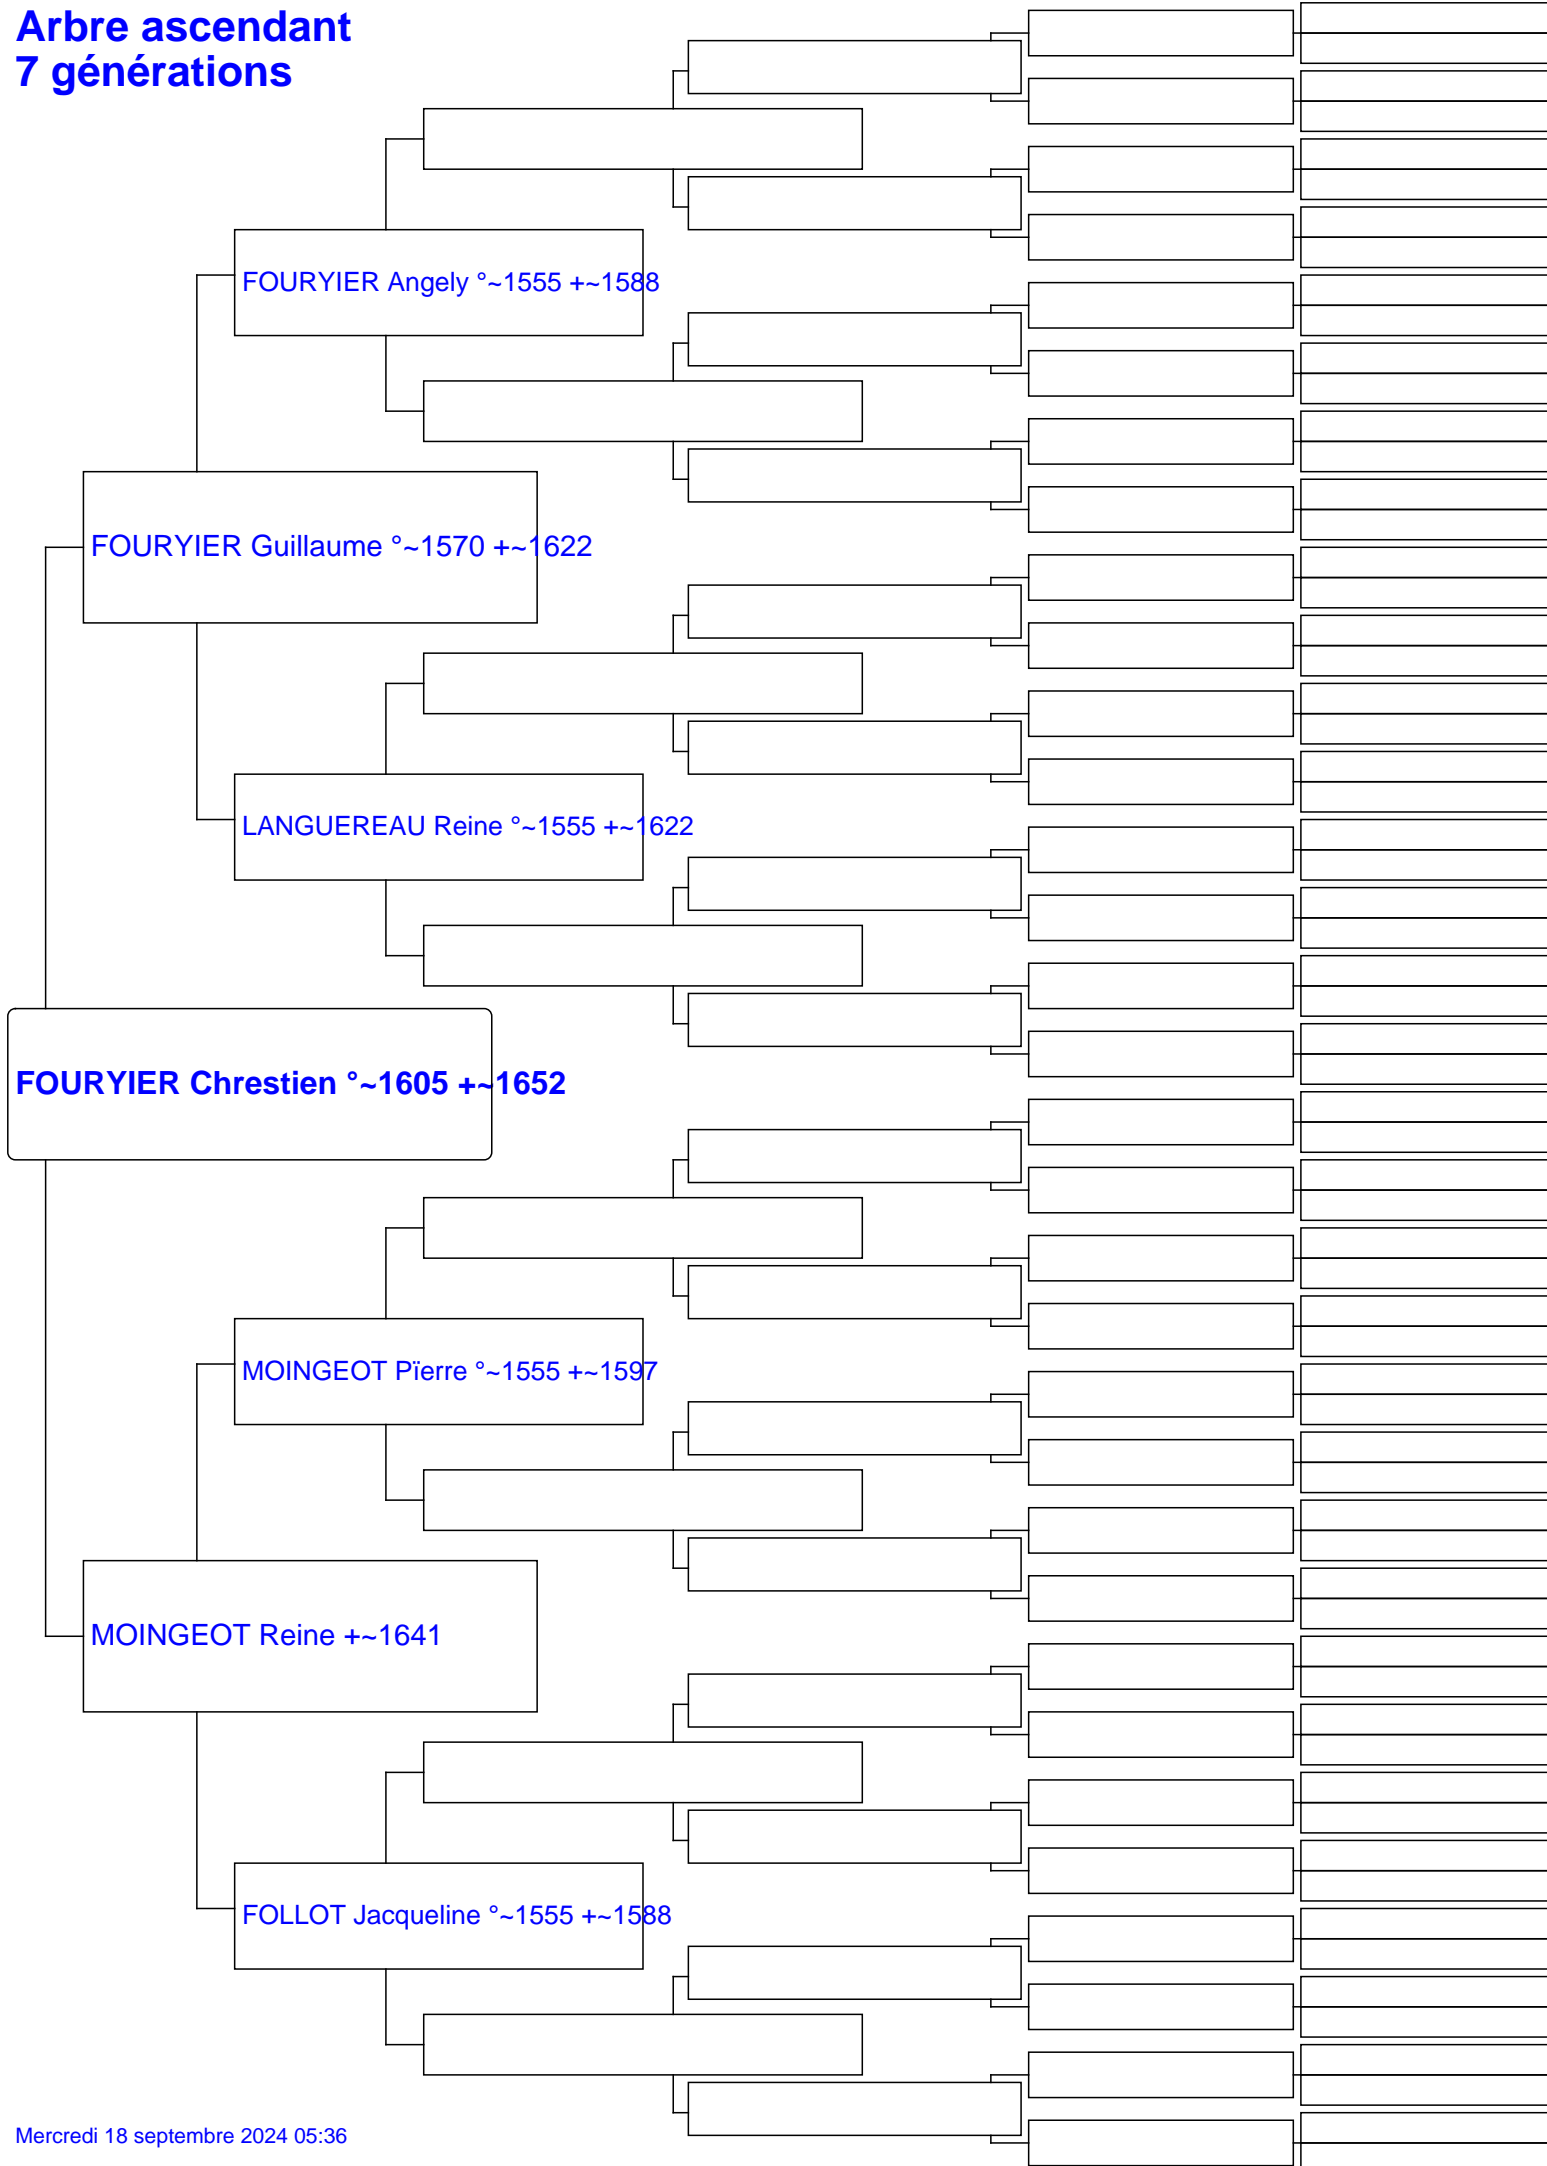 Arbre ascendant
7 générations
FOURYIER Angely °~1555 +~1588
FOURYIER Guillaume °~1570 +~1622
LANGUEREAU Reine °~1555 +~1622
FOURYIER Chrestien °~1605 +~1652
MOINGEOT Pïerre °~1555 +~1597
MOINGEOT Reine +~1641
FOLLOT Jacqueline °~1555 +~1588
Mercredi 18 septembre 2024 05:36